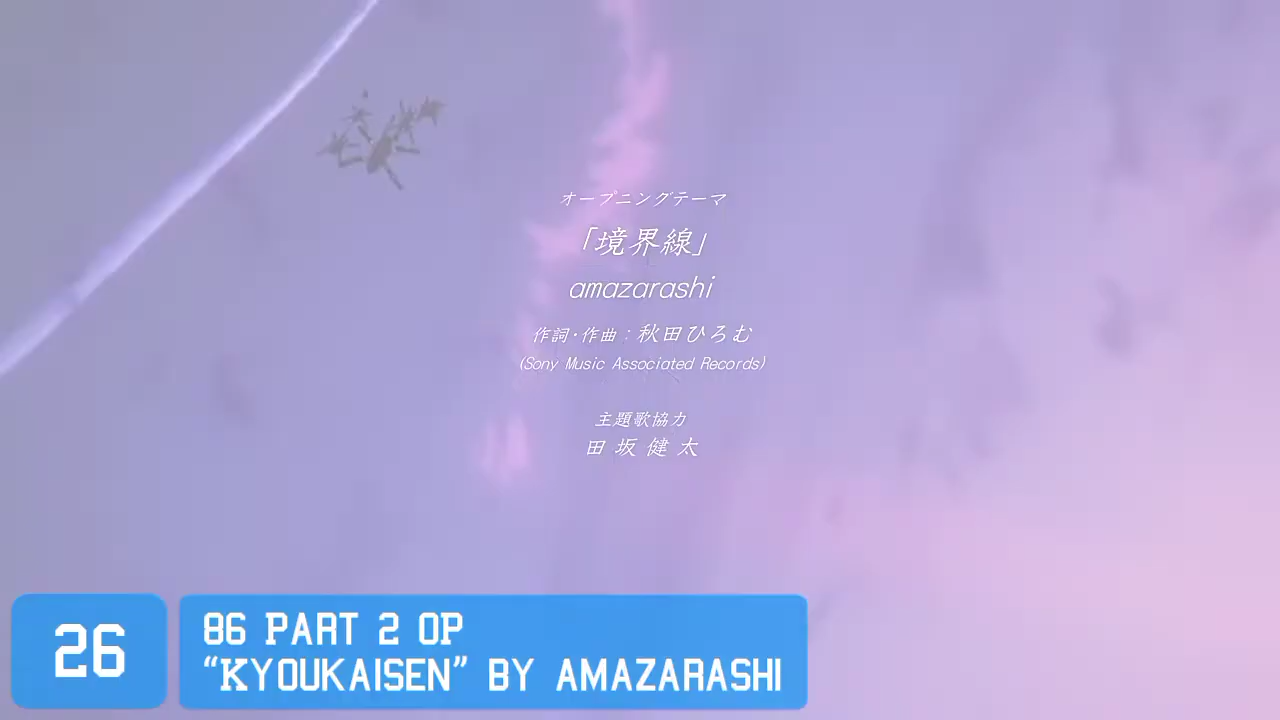 オープニングテーマ
「境界線」
amazarashi
作詞・作曲：秋田ひろむ
(Sony Music Associated Records)
主題歌協力
田坂健太
26
86 PART 2 OP
“KYOUKAISEN” BY AMAZARASHI